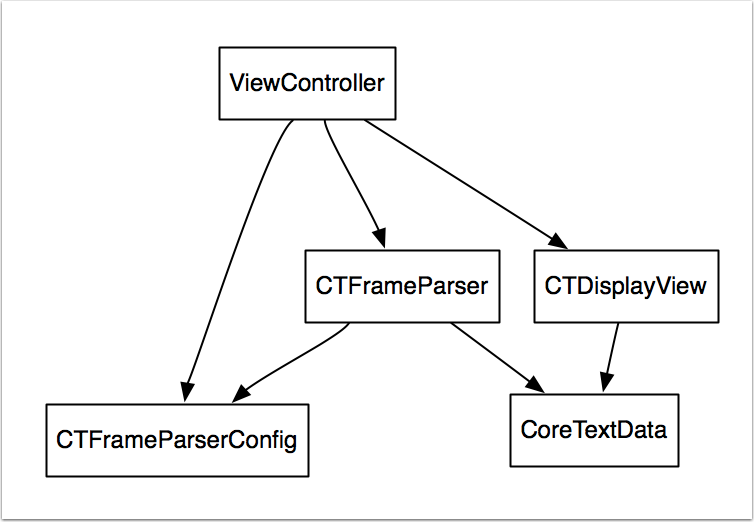 ViewController
CTFrameParser
CTDisplayView
CTFrameParserConfig
CoreTextData